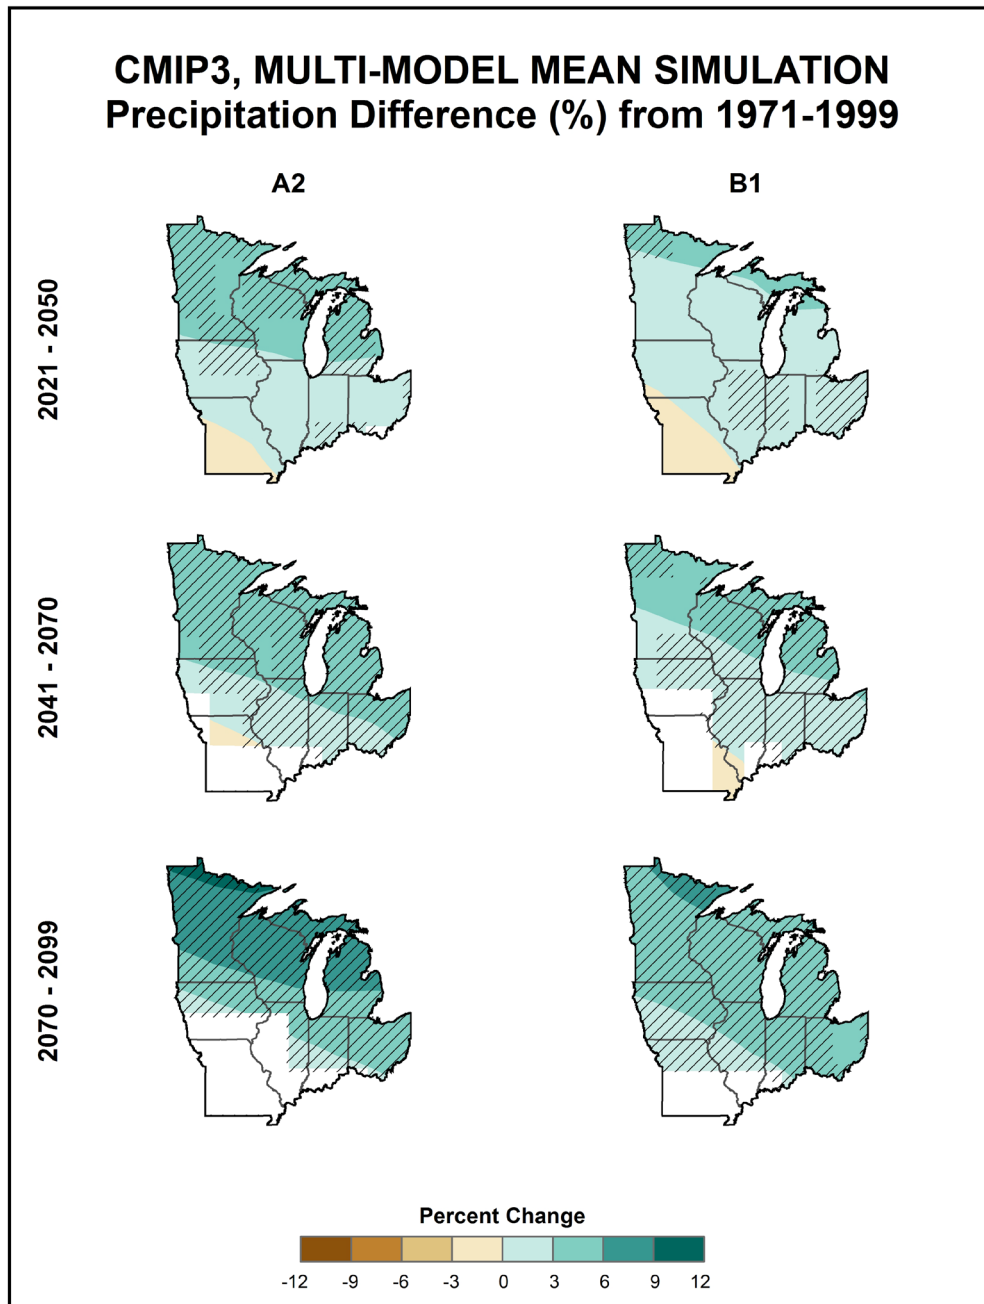 CMIP3, MULTI-MODEL MEAN SIMULATION
Precipitation Difference (%) from 1971-1999
A2
B1
2021 - 2050
2041 - 2070
2070 - 2099
Percent Change
-12 -9 -6 -3 0 3 6 9 12